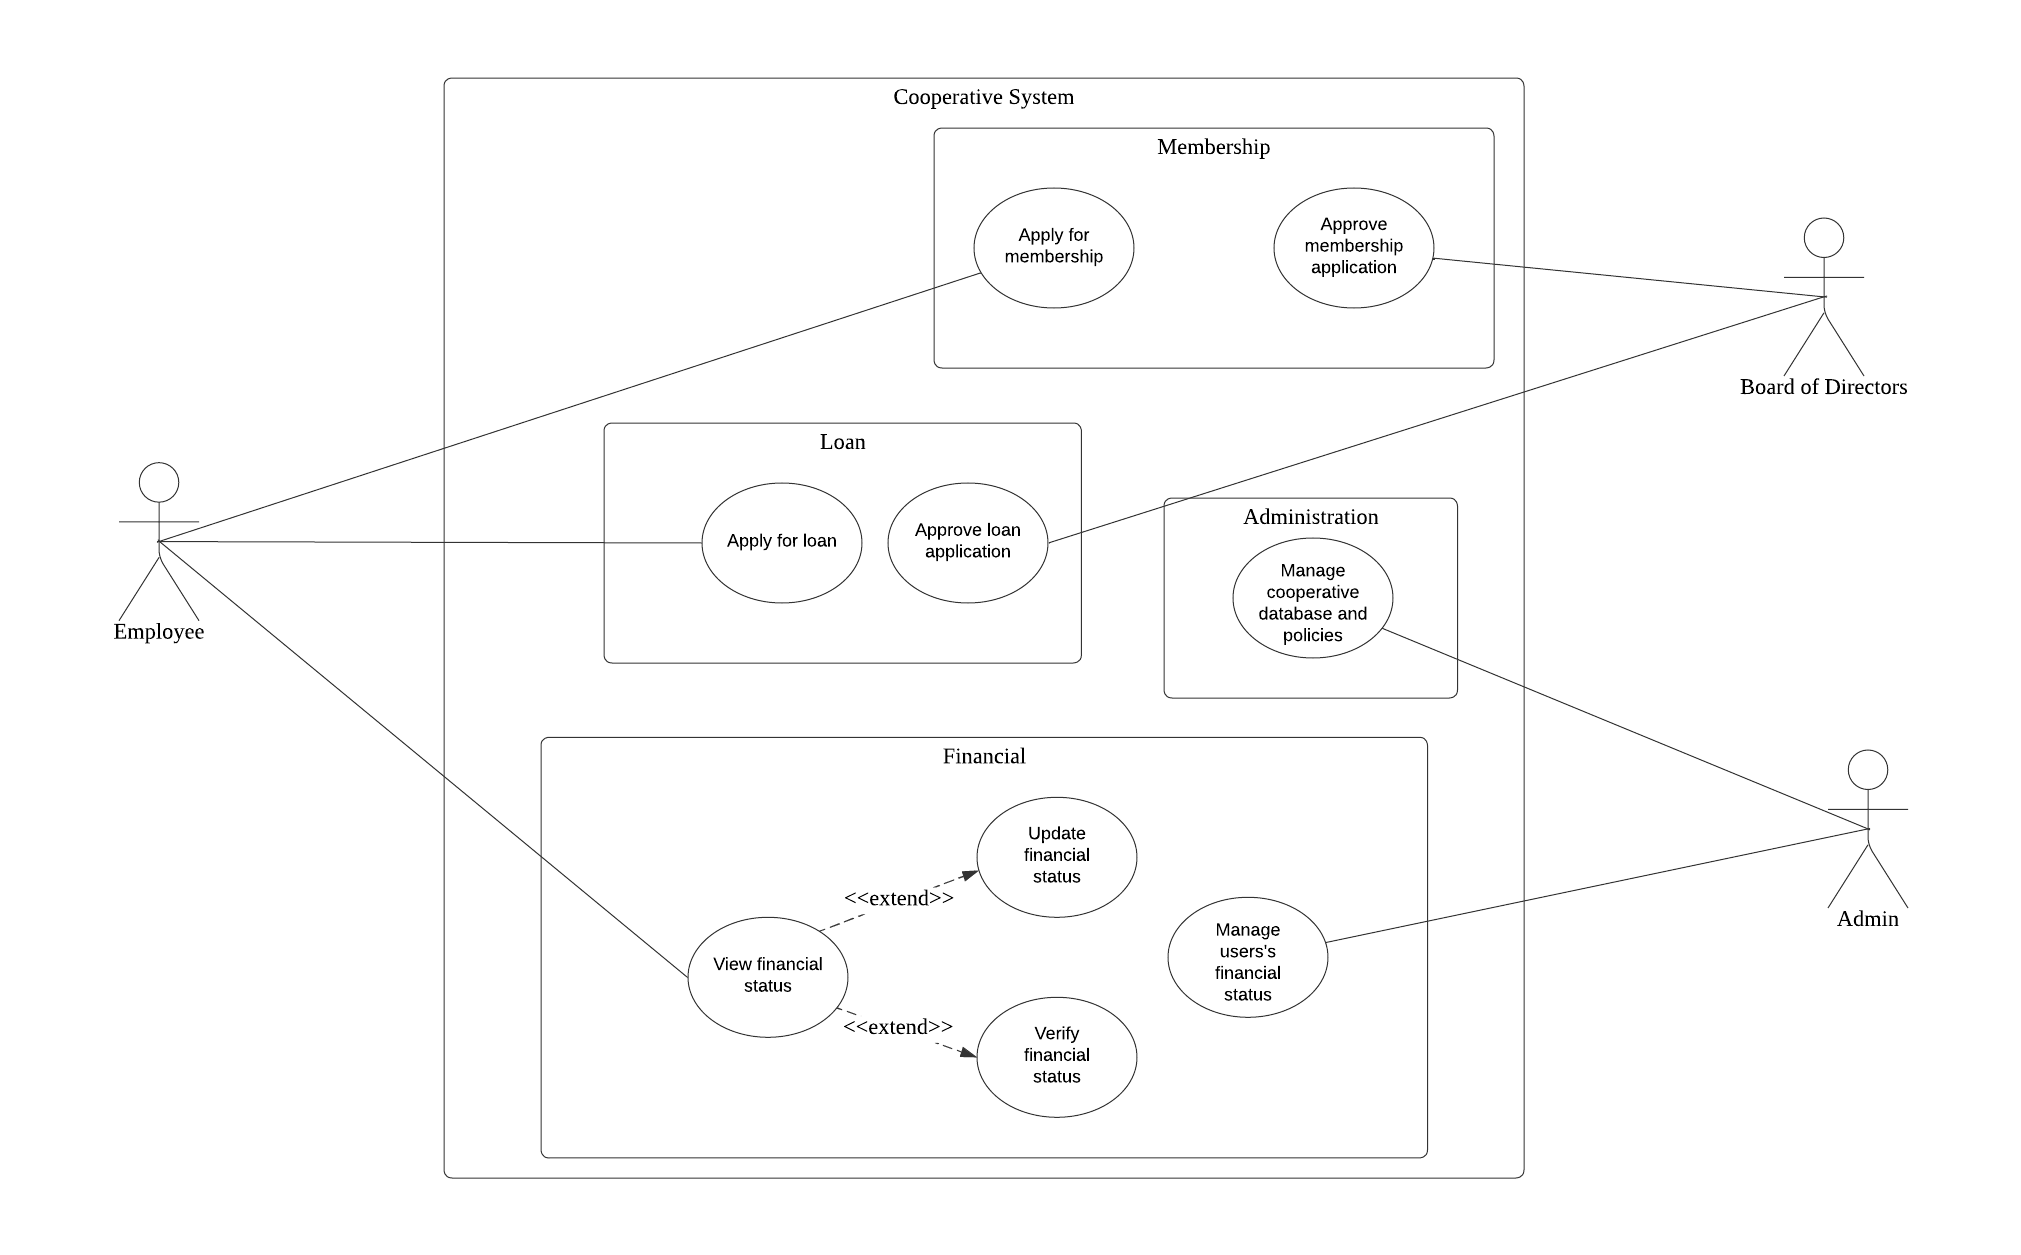 Cooperative System
Membership
Apply for
membership
Approve
membership
application
Board of Directors
Loan
Apply for loan
Approve loan
application
Administration
Manage
cooperative
database and
policies
Employee
Financial
Update
financial
status
<<extend>>
View financial
status
<<extend>>
Verify
financial
status
Manage
users's
financial
status
Admin